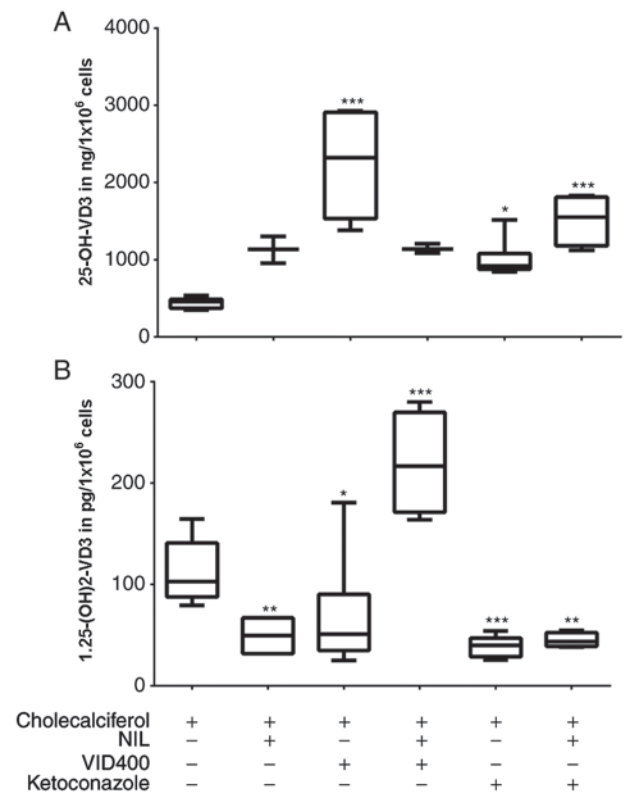 A
25-OH-VD3 in ng/1x10⁶ cells
4000
3000
2000
1000
0
***
*
***
B
1.25-(OH)2-VD3 in pg/1x10⁶ cells
300
200
100
0
**
*
***
***
**
Cholecalciferol + + + + + +
NIL − + − + − +
VID400 − − + + − −
Ketoconazole − − − − + +